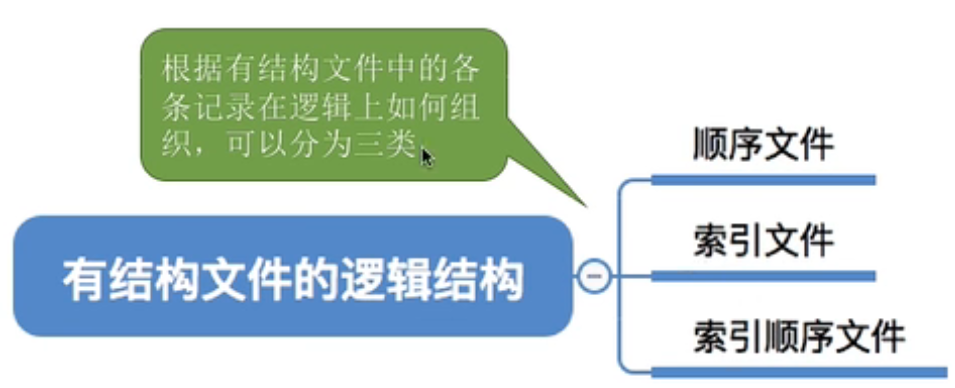 根据有结构文件中的各
条记录在逻辑上如何组
织，可以分为三类。
有结构文件的逻辑结构
顺序文件
索引文件
索引顺序文件